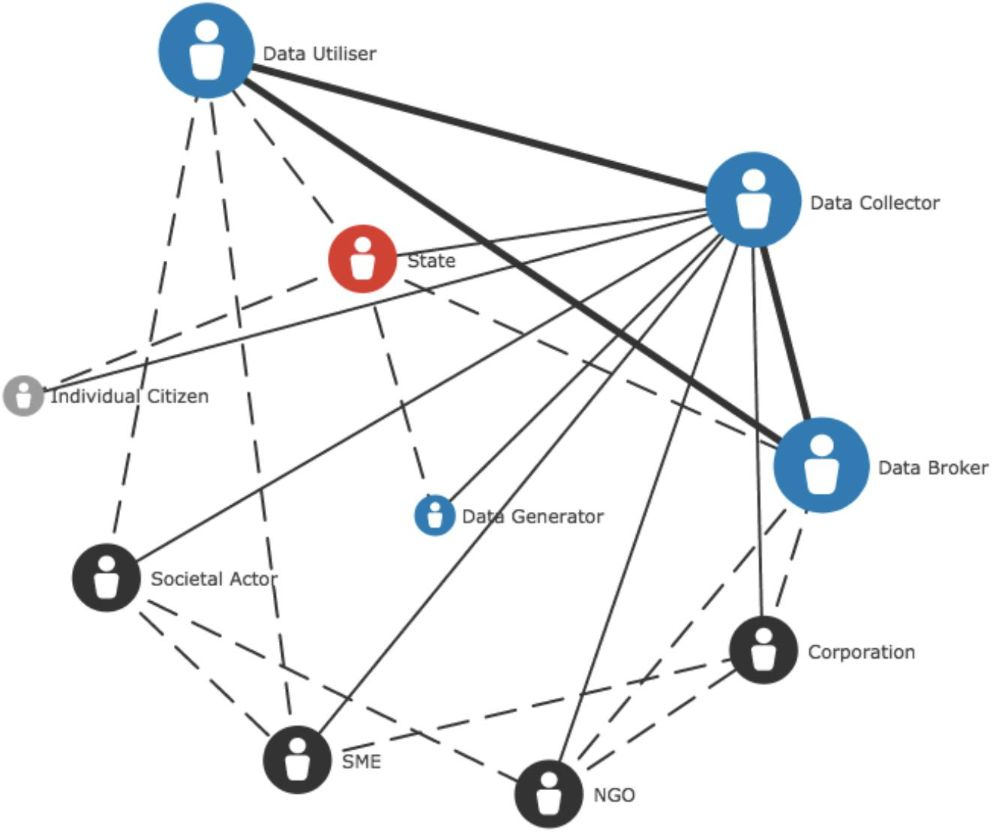 Data Utiliser
Data Collector
State
Individual Citizen
Data Broker
Data Generator
Societal Actor
Corporation
SME
NGO